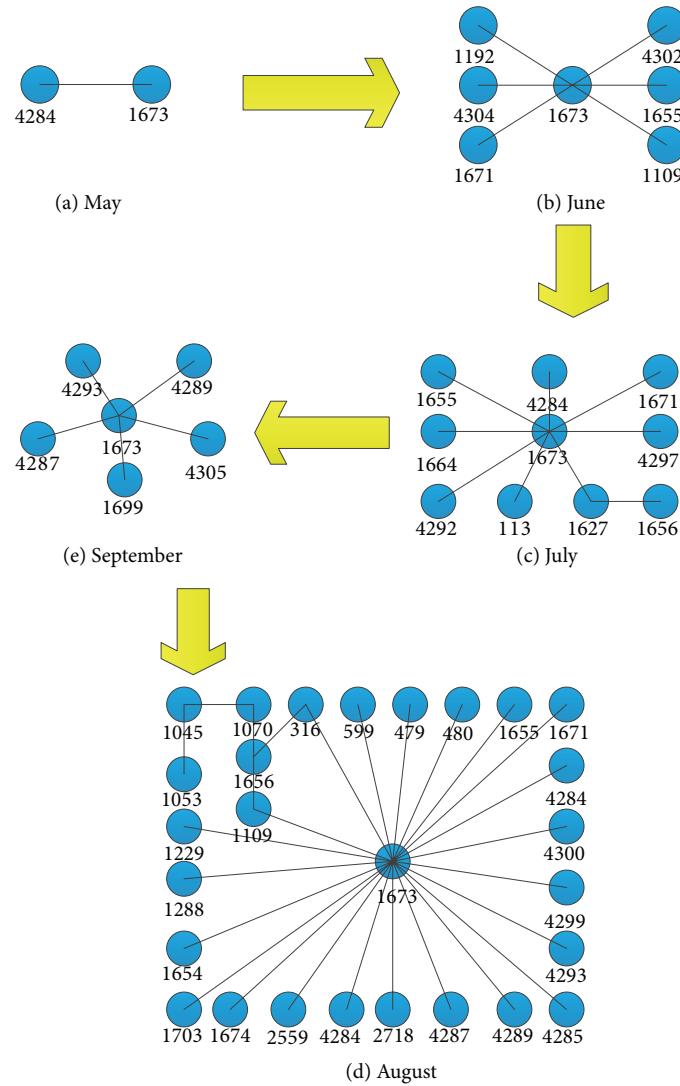 1192 4302
4284 1673 4304 1673 1655
1671 1109
(a) May (b) June
4293 4289 1655 4284 1671
4287 1673 4305 1664 1673 4297
1699 4292 113 1627 1656
(e) September (c) July
1045 1070 316 599 479 480 1655 1671
1053 1656 4284
1229 1109 4300
1288 1673 4299
1654 4293
1703 1674 2559 4284 2718 4287 4289 4285
(d) August